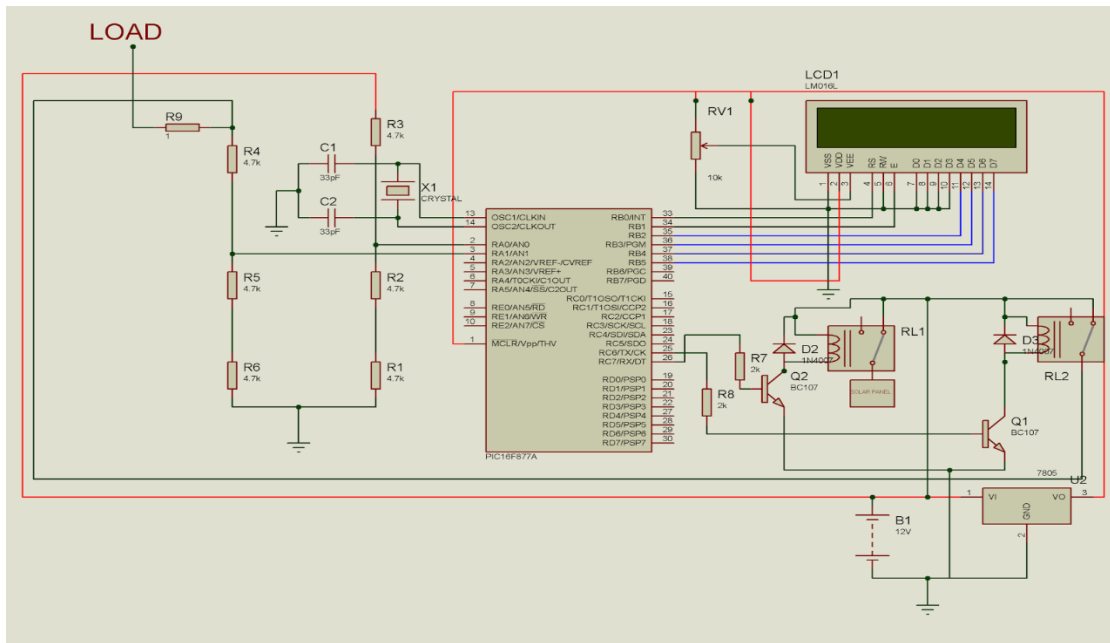 LOAD
LCD1
LM016L
R9
1
R3
4.7k
RV1
10k
R4
4.7k
C1
33pF
X1
CRYSTAL
C2
33pF
VSS
VDD
VEE
RS
RW
E
D0
D1
D2
D3
D4
D5
D6
D7
1
2
3
4
5
6
7
8
9
10
11
12
13
14
13 OSC1/CLKIN
14 OSC2/CLKOUT
2 RA0/AN0
3 RA1/AN1
4 RA2/AN2/VREF-/CVREF
5 RA3/AN3/VREF+
6 RA4/T0CKI/C1OUT
7 RA5/AN4/SS/C2OUT
8 RE0/AN5/RD
9 RE1/AN6/WR
10 RE2/AN7/CS
1 MCLR/Vpp/THV
RB0/INT 33
RB1 34
RB2 35
RB3/PGM 36
RB4 37
RB5 38
RB6/PGC 39
RB7/PGD 40
RC0/T1OSO/T1CKI 15
RC1/T1OSI/CCP2 16
RC2/CCP1 17
RC3/SCK/SCL 18
RC4/SDI/SDA 23
RC5/SDO 24
RC6/TX/CK 25
RC7/RX/DT 26
RD0/PSP0 19
RD1/PSP1 20
RD2/PSP2 21
RD3/PSP3 22
RD4/PSP4 27
RD5/PSP5 28
RD6/PSP6 29
RD7/PSP7 30
PIC16F877A
R5
4.7k
R2
4.7k
R6
4.7k
R1
4.7k
R7
2k
R8
2k
D2
1N4007
RL1
SOLAR PANEL
Q2
BC107
D3
1N4007
RL2
Q1
BC107
7805
U2
1 VI
VO 3
GND
2
B1
12V